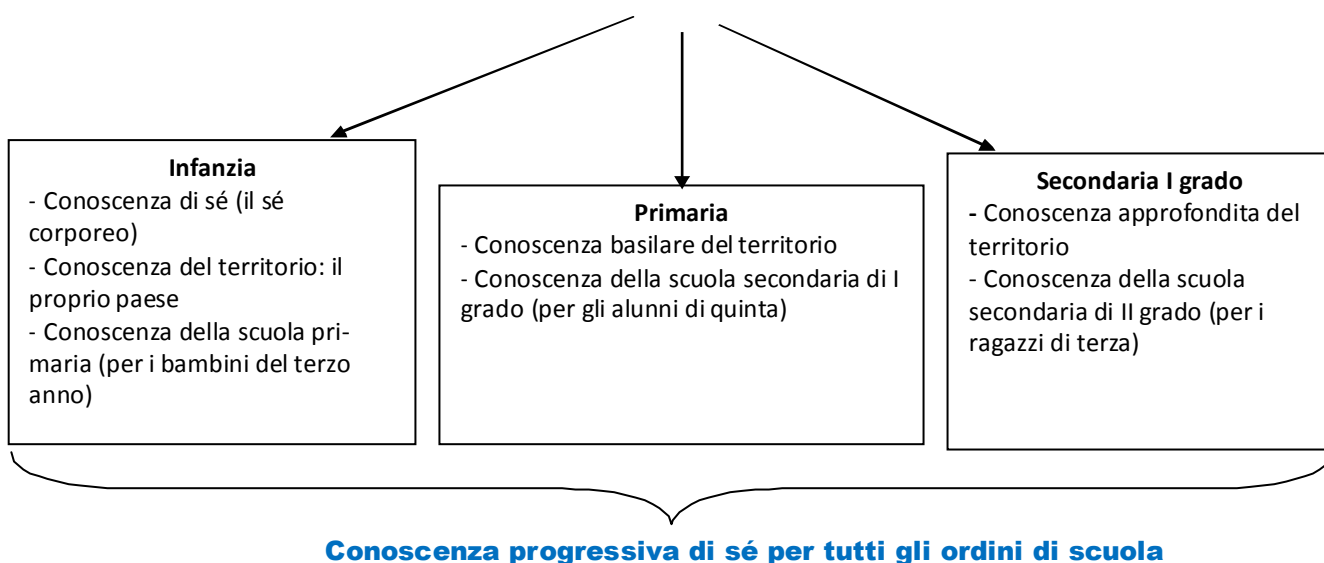 Infanzia
- Conoscenza di sé (il sé
corporeo)
- Conoscenza del territorio: il
proprio paese
- Conoscenza della scuola pri-
maria (per i bambini del terzo
anno)
Primaria
- Conoscenza basilare del territorio
- Conoscenza della scuola secondaria di I
grado (per gli alunni di quinta)
Secondaria I grado
- Conoscenza approfondita del
territorio
- Conoscenza della scuola
secondaria di II grado (per i
ragazzi di terza)
Conoscenza progressiva di sé per tutti gli ordini di scuola